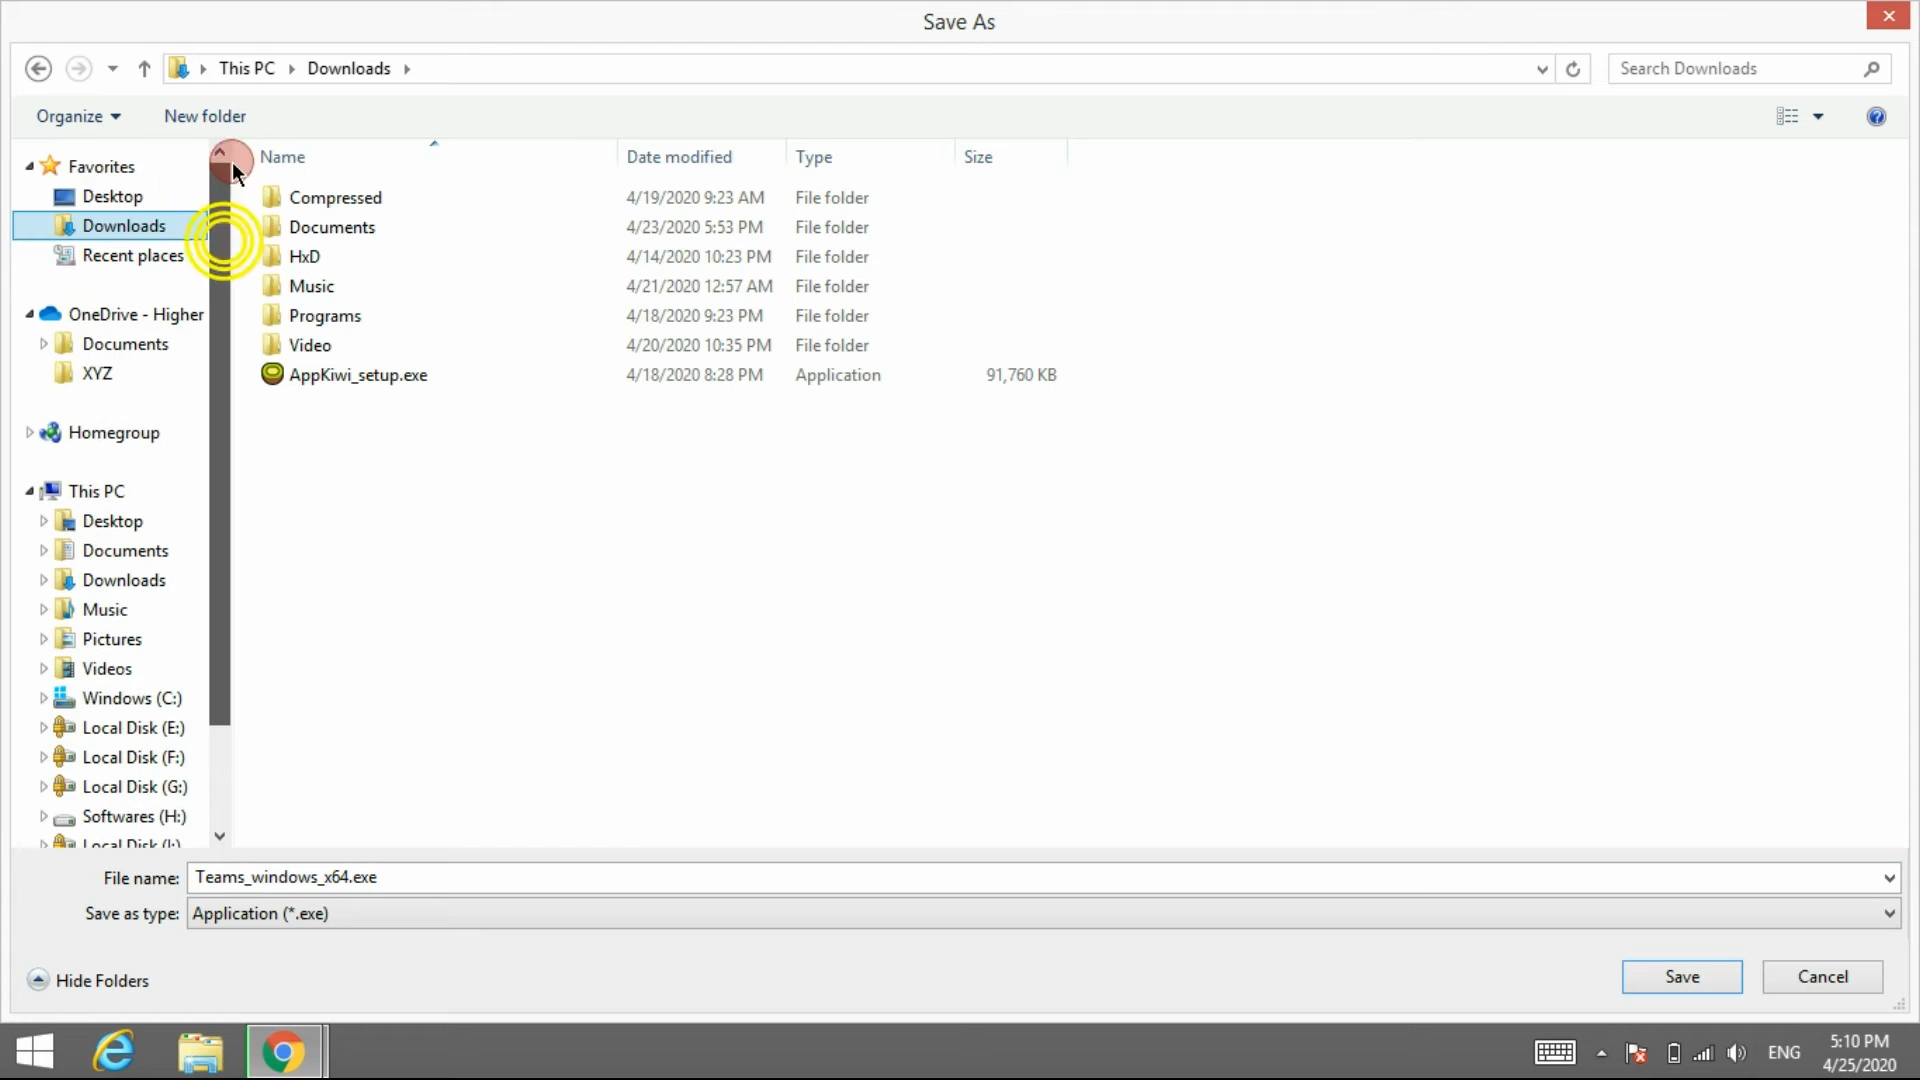 Save As
This PC
Downloads
Search Downloads
Organize
New folder
Favorites
Desktop
Downloads
Recent places
OneDrive - Higher
Documents
XYZ
Homegroup
This PC
Desktop
Documents
Downloads
Music
Pictures
Videos
Windows (C:)
Local Disk (E:)
Local Disk (F:)
Local Disk (G:)
Softwares (H:)
Local Disk (I:)
Name Date modified Type Size
Compressed 4/19/2020 9:23 AM File folder
Documents 4/23/2020 5:53 PM File folder
HxD 4/14/2020 10:23 PM File folder
Music 4/21/2020 12:57 AM File folder
Programs 4/18/2020 9:23 PM File folder
Video 4/20/2020 10:35 PM File folder
AppKiwi_setup.exe 4/18/2020 8:28 PM Application 91,760 KB
File name: Teams_windows_x64.exe
Save as type: Application (*.exe)
Hide Folders
Save
Cancel
ENG
5:10 PM
4/25/2020